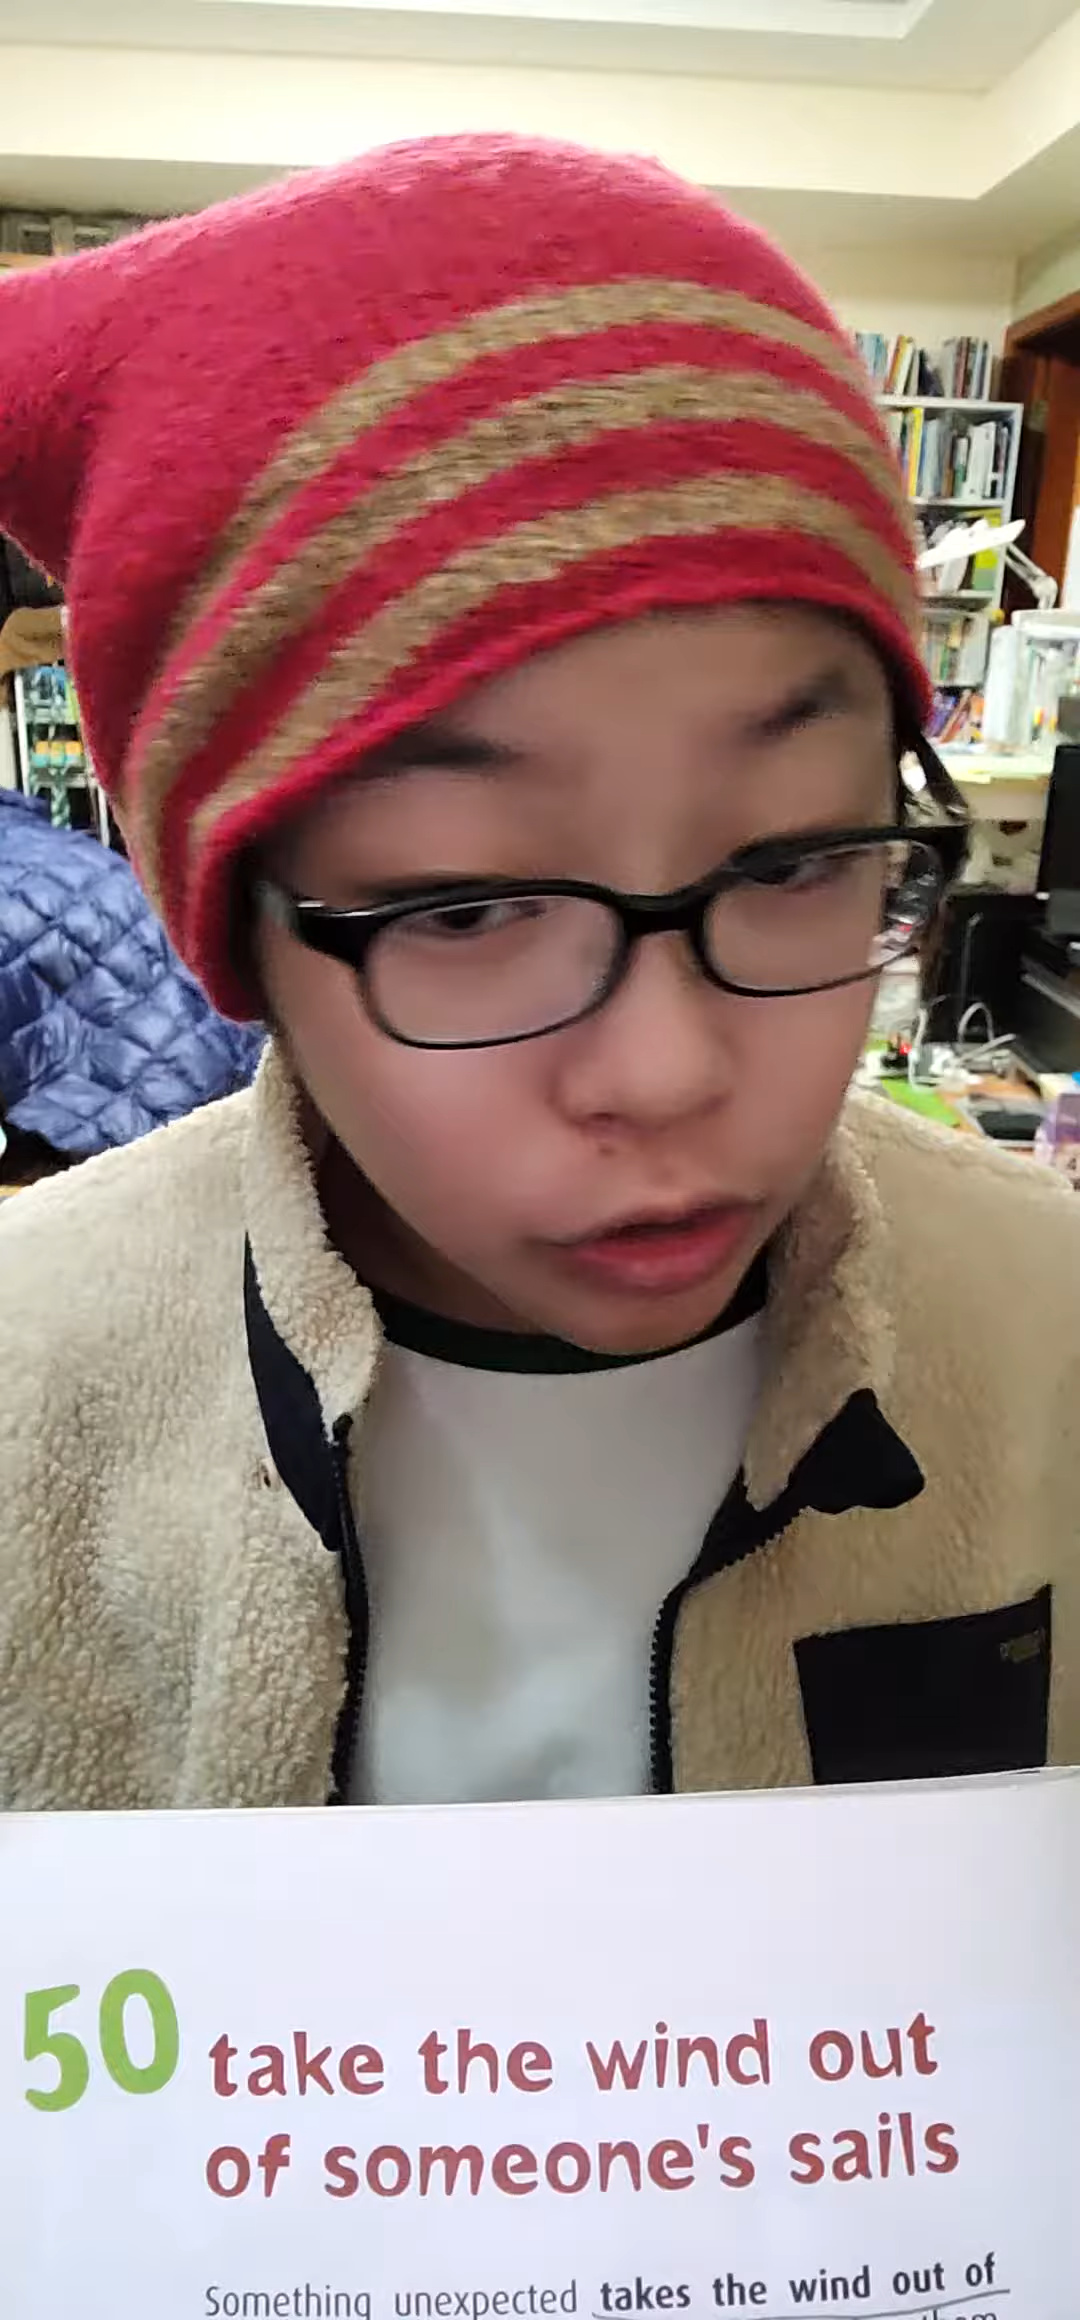 50 take the wind out
of someone's sails
Something unexpected takes the wind out of